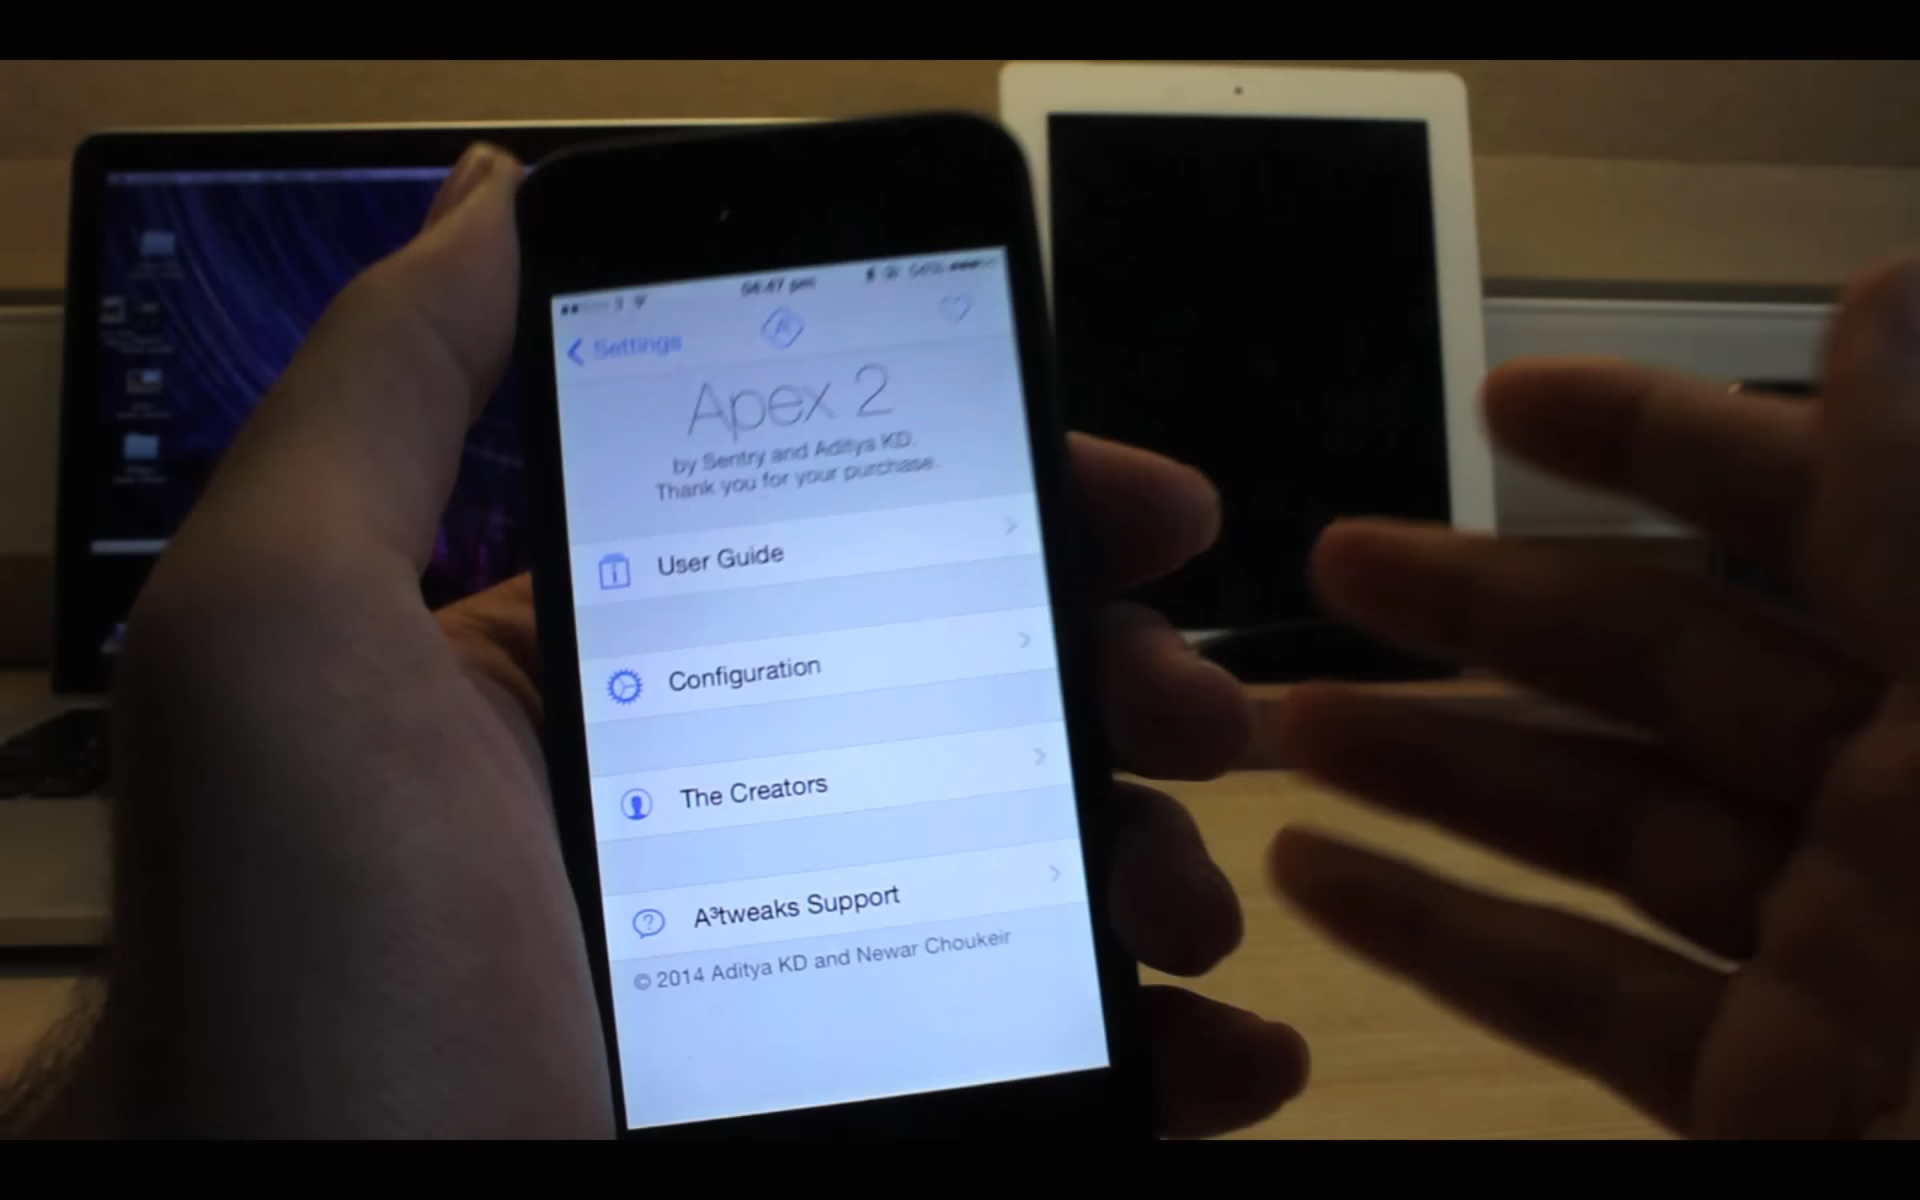 Settings
Apex 2
by Sentry and Aditya KD.
Thank you for your purchase.
User Guide
Configuration
The Creators
A³tweaks Support
© 2014 Aditya KD and Newar Choukeir